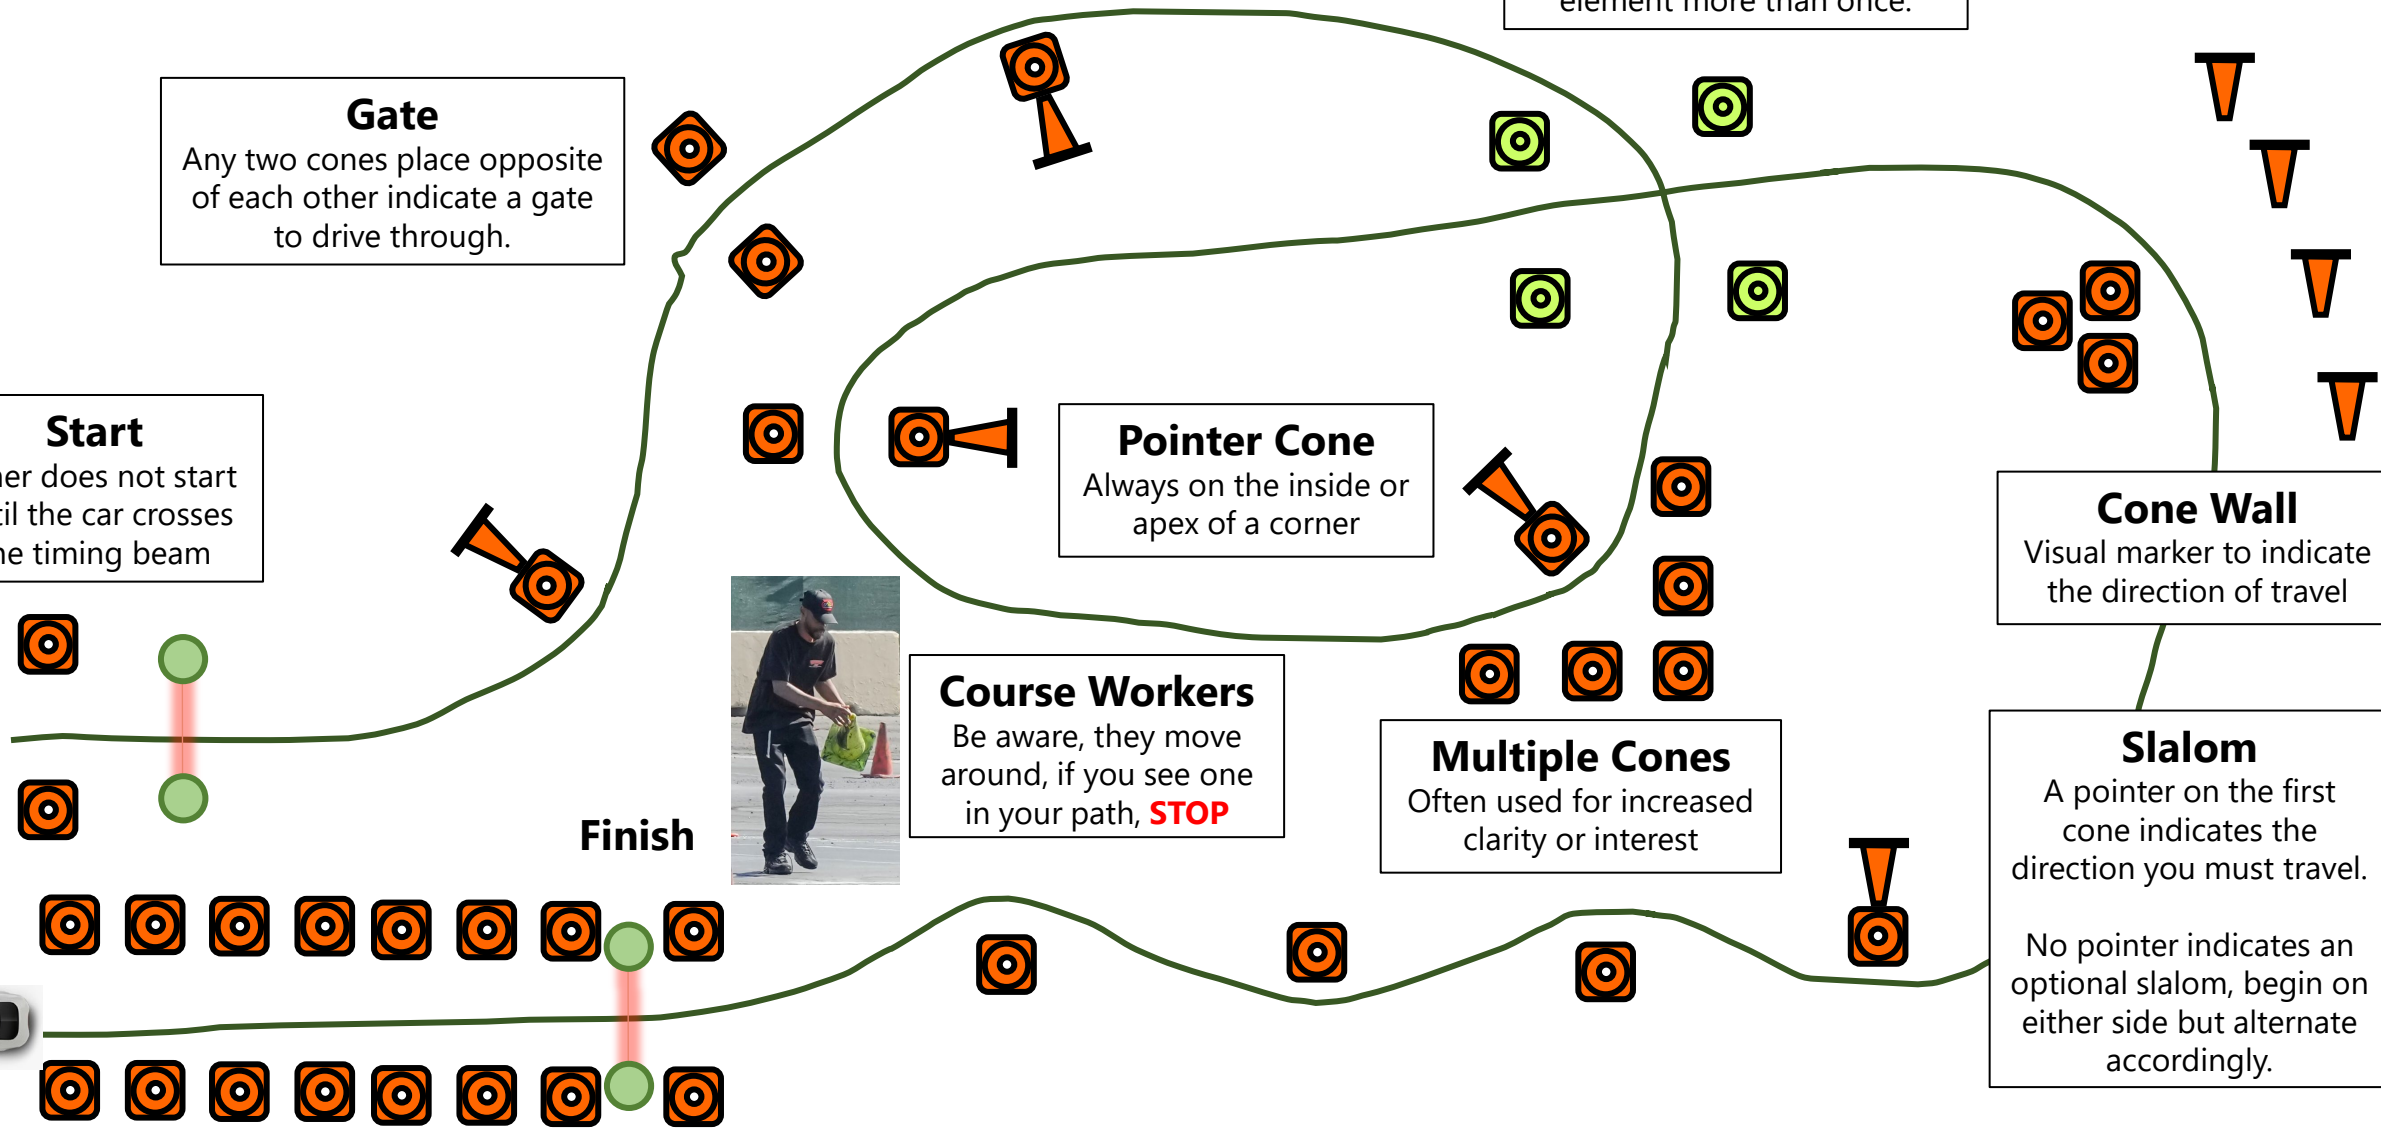 element more than once.
Gate
Any two cones place opposite
of each other indicate a gate
to drive through.
Start
does not start
the car crosses
timing beam
Pointer Cone
Always on the inside or
apex of a corner
Cone Wall
Visual marker to indicate
the direction of travel
Course Workers
Be aware, they move
around, if you see one
in your path, STOP
Multiple Cones
Often used for increased
clarity or interest
Slalom
A pointer on the first
cone indicates the
direction you must travel.
No pointer indicates an
optional slalom, begin on
either side but alternate
accordingly.
Finish